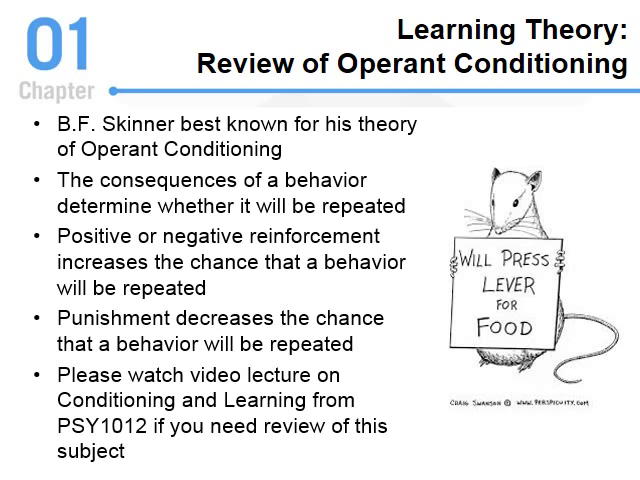 01
Chapter
Learning Theory:
Review of Operant Conditioning
• B.F. Skinner best known for his theory
of Operant Conditioning
• The consequences of a behavior
determine whether it will be repeated
• Positive or negative reinforcement
increases the chance that a behavior
will be repeated
• Punishment decreases the chance
that a behavior will be repeated
• Please watch video lecture on
Conditioning and Learning from
PSY1012 if you need review of this
subject
WILL PRESS
LEVER
FOR
FOOD
CRAIG SWANSON © WWW.PERSPICUITY.COM